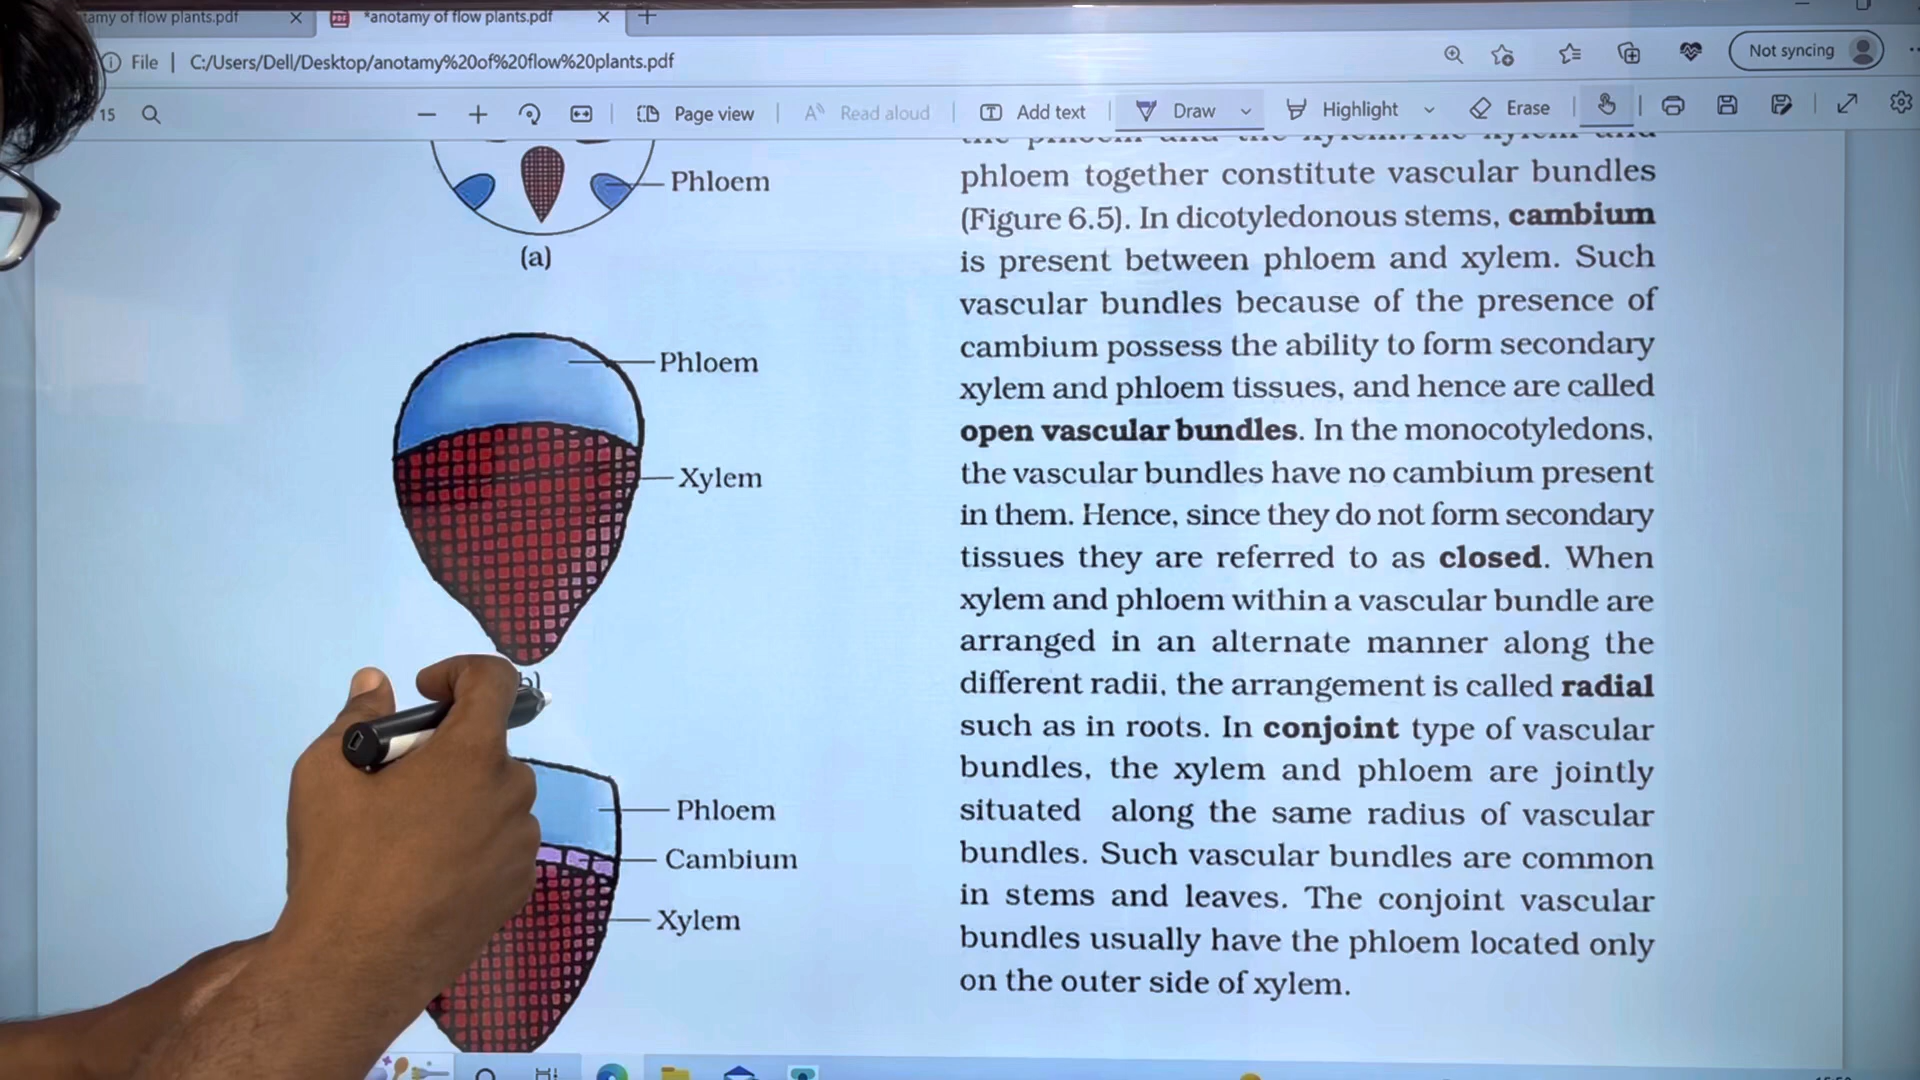 tamy of flow plants.pdf
*anotamy of flow plants.pdf
File
C:/Users/Dell/Desktop/anotamy%20of%20flow%20plants.pdf
Not syncing
15
Page view
Read aloud
Add text
Draw
Highlight
Erase
Phloem
(a)
Phloem
Xylem
b)
Phloem
Cambium
Xylem
the phloem and the xylem. The xylem and
phloem together constitute vascular bundles
(Figure 6.5). In dicotyledonous stems, cambium
is present between phloem and xylem. Such
vascular bundles because of the presence of
cambium possess the ability to form secondary
xylem and phloem tissues, and hence are called
open vascular bundles. In the monocotyledons,
the vascular bundles have no cambium present
in them. Hence, since they do not form secondary
tissues they are referred to as closed. When
xylem and phloem within a vascular bundle are
arranged in an alternate manner along the
different radii, the arrangement is called radial
such as in roots. In conjoint type of vascular
bundles, the xylem and phloem are jointly
situated along the same radius of vascular
bundles. Such vascular bundles are common
in stems and leaves. The conjoint vascular
bundles usually have the phloem located only
on the outer side of xylem.